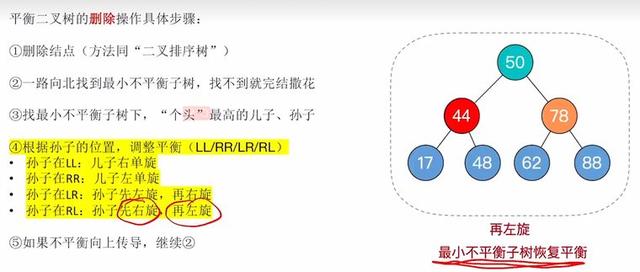 平衡二叉树的删除操作具体步骤：
①删除结点（方法同“二叉排序树”）
②一路向北找到最小不平衡子树，找不到就完结撒花
③找最小不平衡子树下，“个头”最高的儿子、孙子
④根据孙子的位置，调整平衡（LL/RR/LR/RL）
• 孙子在LL：儿子右单旋
• 孙子在RR：儿子左单旋
• 孙子在LR：孙子先左旋，再右旋
• 孙子在RL：孙子先右旋，再左旋
⑤如果不平衡向上传导，继续②
50
44 78
17 48 62 88
再左旋
最小不平衡子树恢复平衡